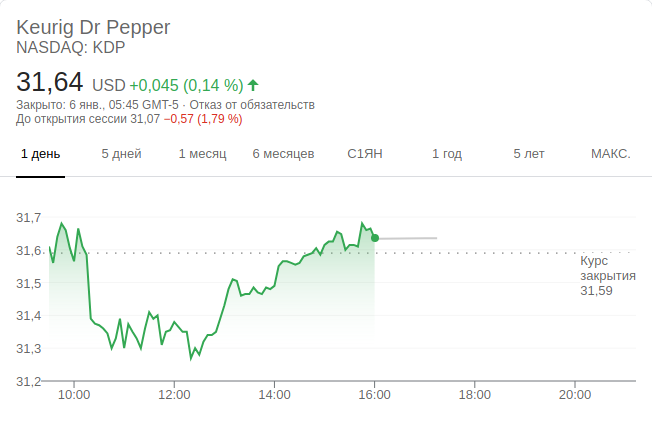 Keurig Dr Pepper
NASDAQ: KDP
31,64 USD +0,045 (0,14 %)
Закрыто: 6 янв., 05:45 GMT-5 · Отказ от обязательств
До открытия сессии 31,07 −0,57 (1,79 %)
1 день 5 дней 1 месяц 6 месяцев С1ЯН 1 год 5 лет МАКС.
31,7
31,6
Курс
закрытия
31,59
31,5
31,4
31,3
31,2
10:00 12:00 14:00 16:00 18:00 20:00